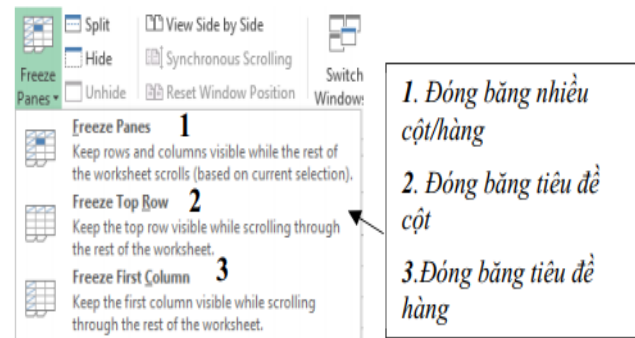 Split
View Side by Side
Hide
Synchronous Scrolling
Freeze
Panes
Unhide
Reset Window Position
Switch
Windows
Freeze Panes 1
Keep rows and columns visible while the rest of
the worksheet scrolls (based on current selection).
Freeze Top Row 2
Keep the top row visible while scrolling through
the rest of the worksheet.
Freeze First Column 3
Keep the first column visible while scrolling
through the rest of the worksheet.
1. Đóng băng nhiều
cột/hàng
2. Đóng băng tiêu đề
cột
3.Đóng băng tiêu đề
hàng